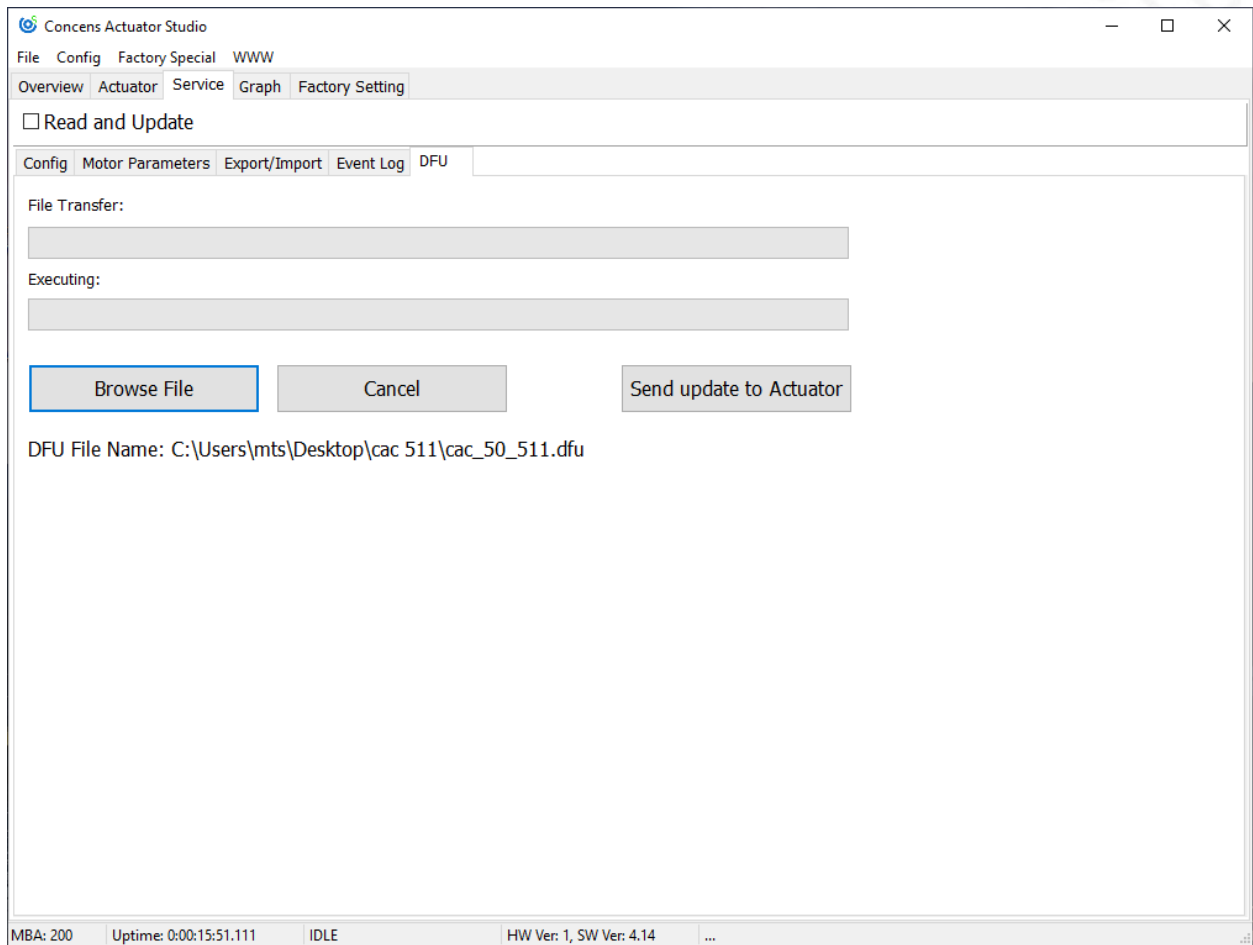 Concens Actuator Studio
File Config Factory Special WWW
Overview Actuator Service Graph Factory Setting
Read and Update
Config Motor Parameters Export/Import Event Log DFU
File Transfer:
Executing:
Browse File Cancel Send update to Actuator
DFU File Name: C:\Users\mts\Desktop\cac 511\cac_50_511.dfu
MBA: 200 Uptime: 0:00:15:51.111 IDLE HW Ver: 1, SW Ver: 4.14 ...